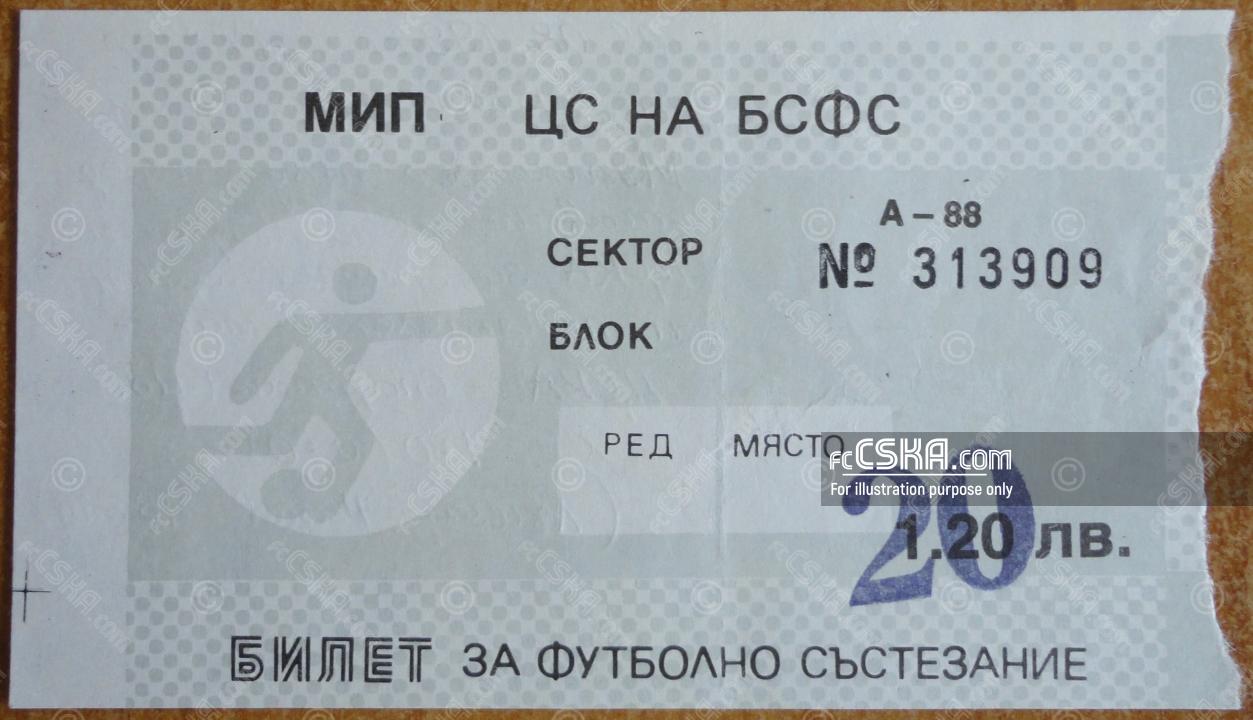 МИП ЦС НА БСФС
А-88
СЕКТОР № 313909
БЛОК
РЕД МЯСТО
fcCSKA.com
For illustration purpose only
20
1.20 лв.
БИЛЕТ ЗА ФУТБОЛНО СЪСТЕЗАНИЕ